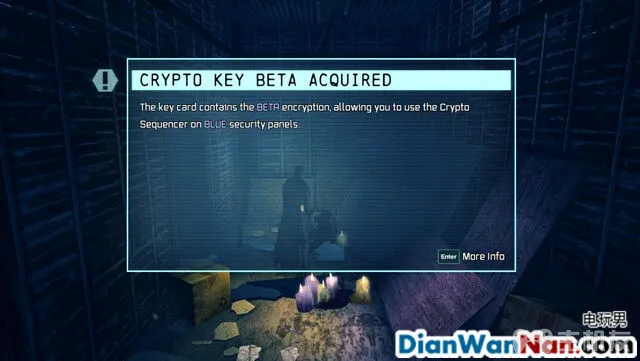 CRYPTO KEY BETA ACQUIRED
The key card contains the BETA encryption, allowing you to use the Crypto
Sequencer on BLUE security panels.
Enter More Info
电玩男
DianWanNan.com